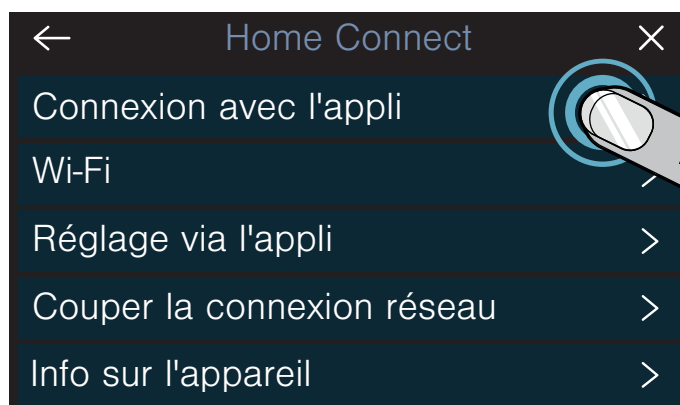 Home Connect
Connexion avec l'appli
Wi-Fi
Réglage via l'appli
Couper la connexion réseau
Info sur l'appareil